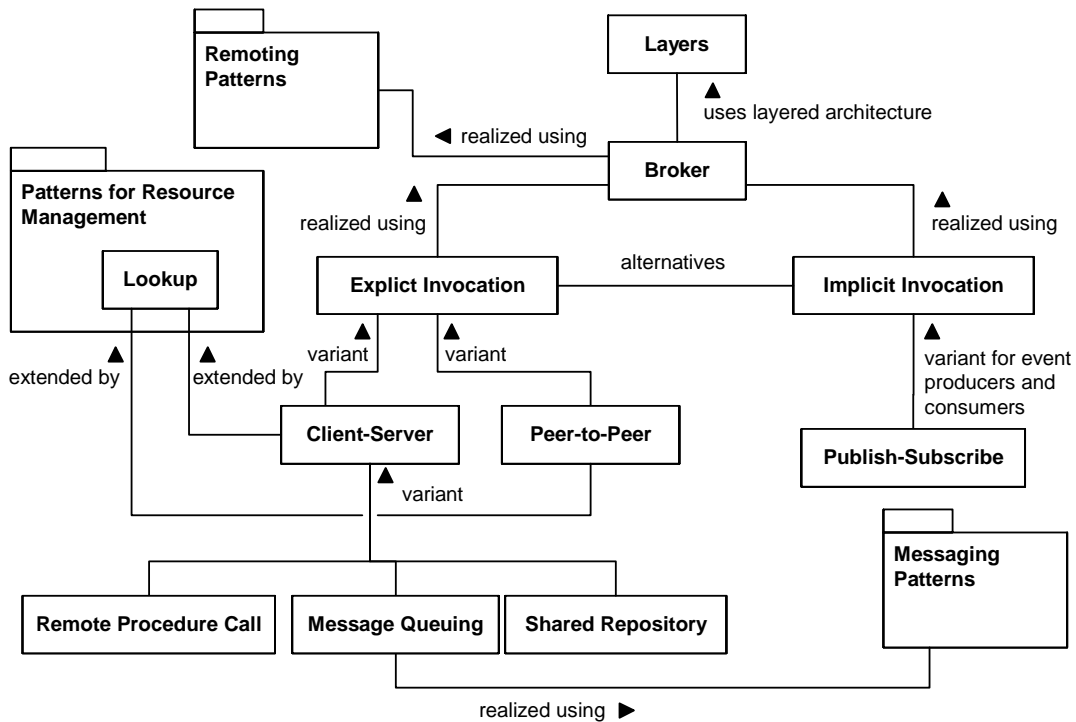 Remoting
Patterns
Layers
uses layered architecture
realized using
Broker
Patterns for Resource
Management
realized using
realized using
Lookup
Explict Invocation
alternatives
Implicit Invocation
extended by
extended by
variant
variant
variant for event
producers and
consumers
Client-Server
Peer-to-Peer
Publish-Subscribe
variant
Messaging
Patterns
Remote Procedure Call
Message Queuing
Shared Repository
realized using